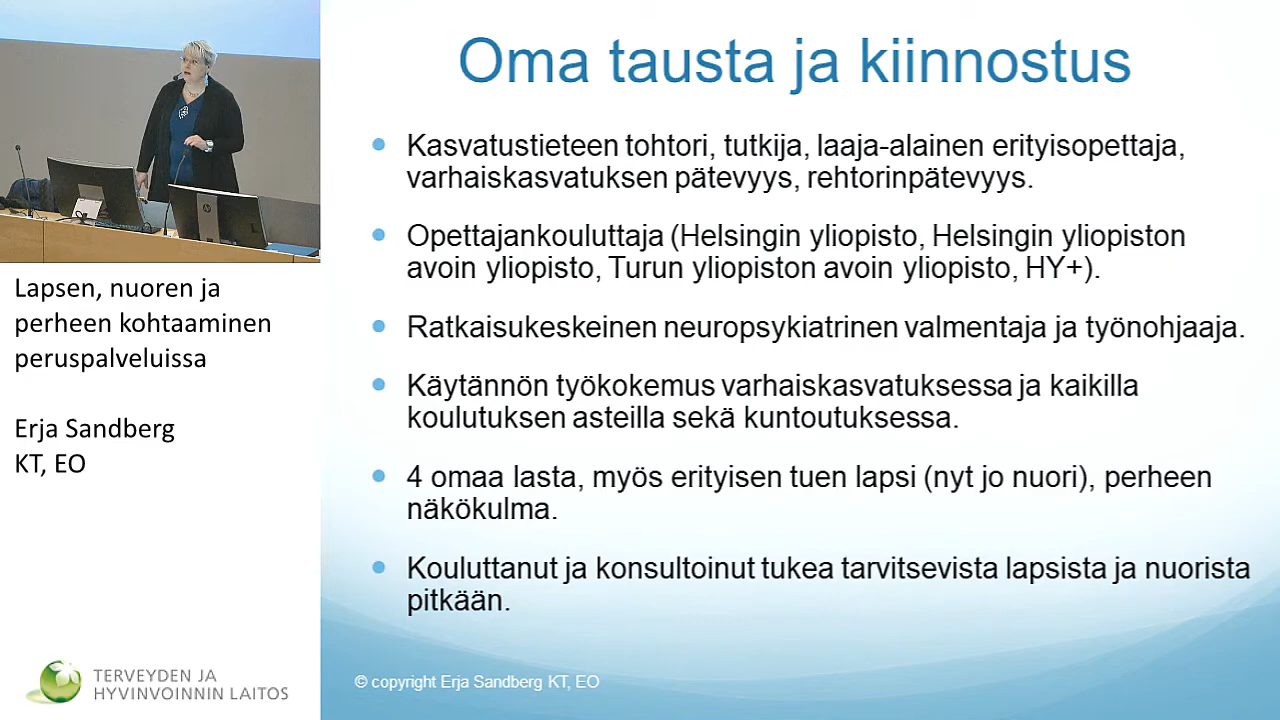 Oma tausta ja kiinnostus
Kasvatustieteen tohtori, tutkija, laaja-alainen erityisopettaja,
varhaiskasvatuksen pätevyys, rehtorinpätevyys.
Opettajankouluttaja (Helsingin yliopisto, Helsingin yliopiston
avoin yliopisto, Turun yliopiston avoin yliopisto, HY+).
Ratkaisukeskeinen neuropsykiatrinen valmentaja ja työnohjaaja.
Käytännön työkokemus varhaiskasvatuksessa ja kaikilla
koulutuksen asteilla sekä kuntoutuksessa.
4 omaa lasta, myös erityisen tuen lapsi (nyt jo nuori), perheen
näkökulma.
Kouluttanut ja konsultoinut tukea tarvitsevista lapsista ja nuorista
pitkään.
© copyright Erja Sandberg KT, EO
Lapsen, nuoren ja
perheen kohtaaminen
peruspalveluissa
Erja Sandberg
KT, EO
TERVEYDEN JA
HYVINVOINNIN LAITOS